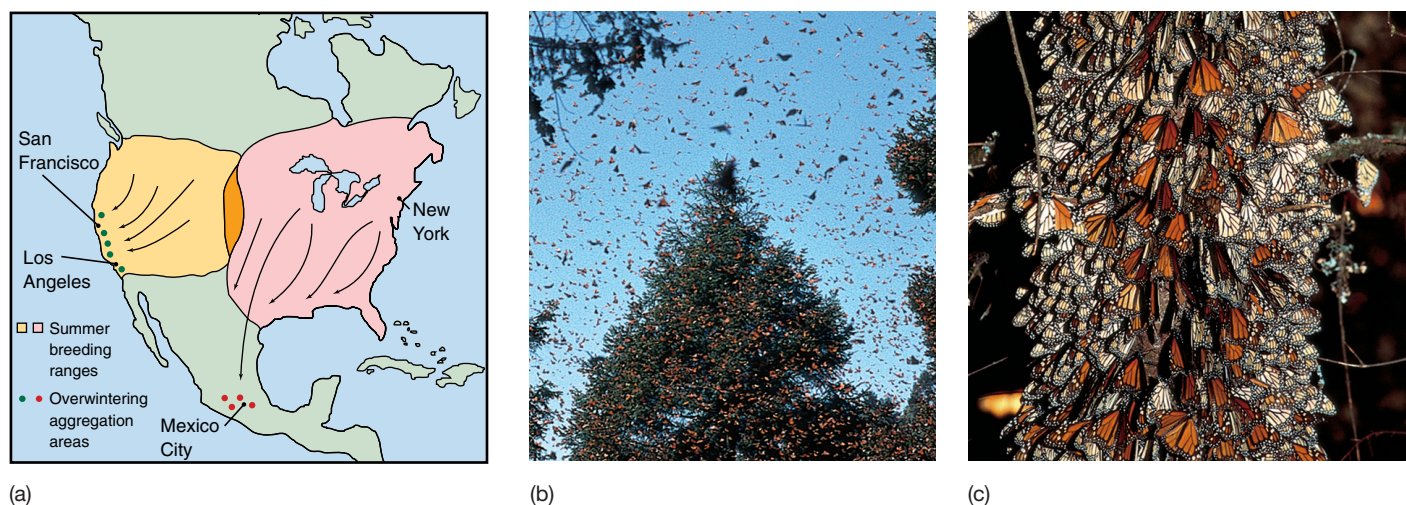 San
Francisco
New
York
Los
Angeles
Summer
breeding
ranges
Overwintering
aggregation
areas
Mexico
City
(a)
(b)
(c)